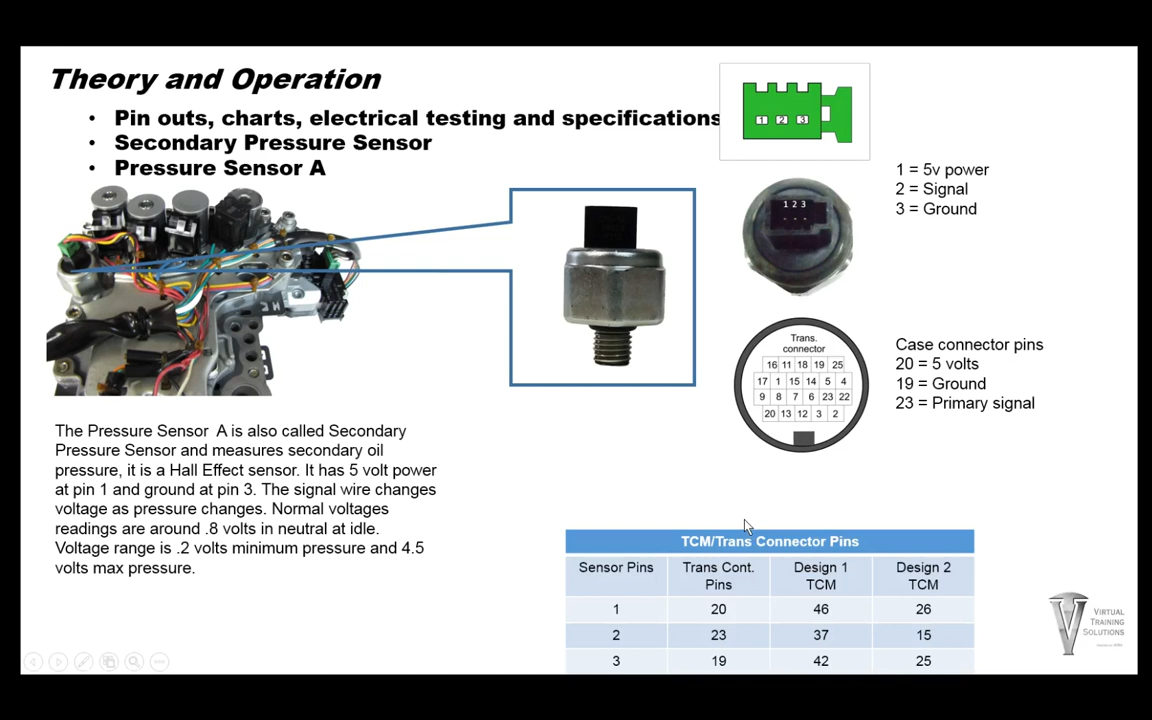 Theory and Operation
• Pin outs, charts, electrical testing and specifications
• Secondary Pressure Sensor
• Pressure Sensor A
1 2 3
1 = 5v power
2 = Signal
3 = Ground
1 2 3
Trans.
connector
16 11 18 19 25
17 1 15 14 5 4
9 8 7 6 23 22
20 13 12 3 2
Case connector pins
20 = 5 volts
19 = Ground
23 = Primary signal
The Pressure Sensor A is also called Secondary
Pressure Sensor and measures secondary oil
pressure, it is a Hall Effect sensor. It has 5 volt power
at pin 1 and ground at pin 3. The signal wire changes
voltage as pressure changes. Normal voltages
readings are around .8 volts in neutral at idle.
Voltage range is .2 volts minimum pressure and 4.5
volts max pressure.
TCM/Trans Connector Pins
Sensor Pins Trans Cont. Pins Design 1 TCM Design 2 TCM
1 20 46 26
2 23 37 15
3 19 42 25
VIRTUAL
TRAINING
SOLUTIONS